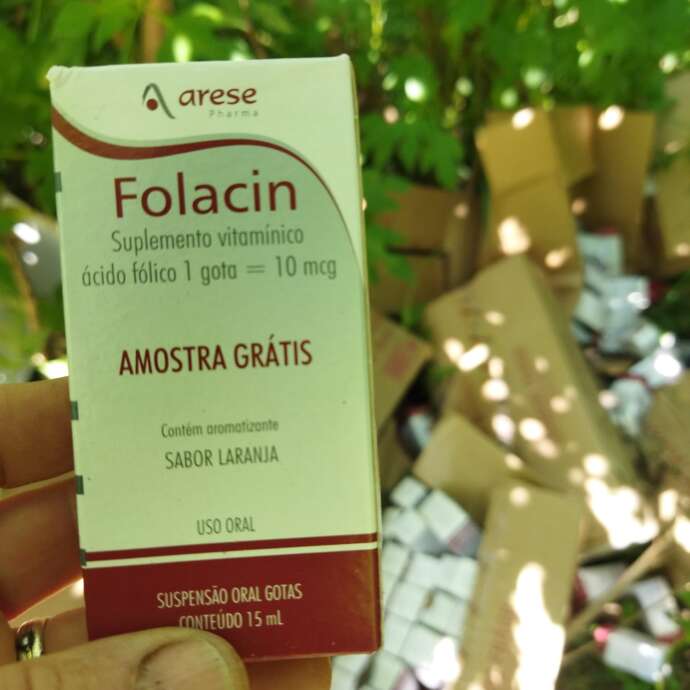 arese
Pharma
Folacin
Suplemento vitamínico
ácido fólico 1 gota = 10 mcg
AMOSTRA GRÁTIS
Contém aromatizante
SABOR LARANJA
USO ORAL
SUSPENSÃO ORAL GOTAS
CONTEÚDO 15 mL